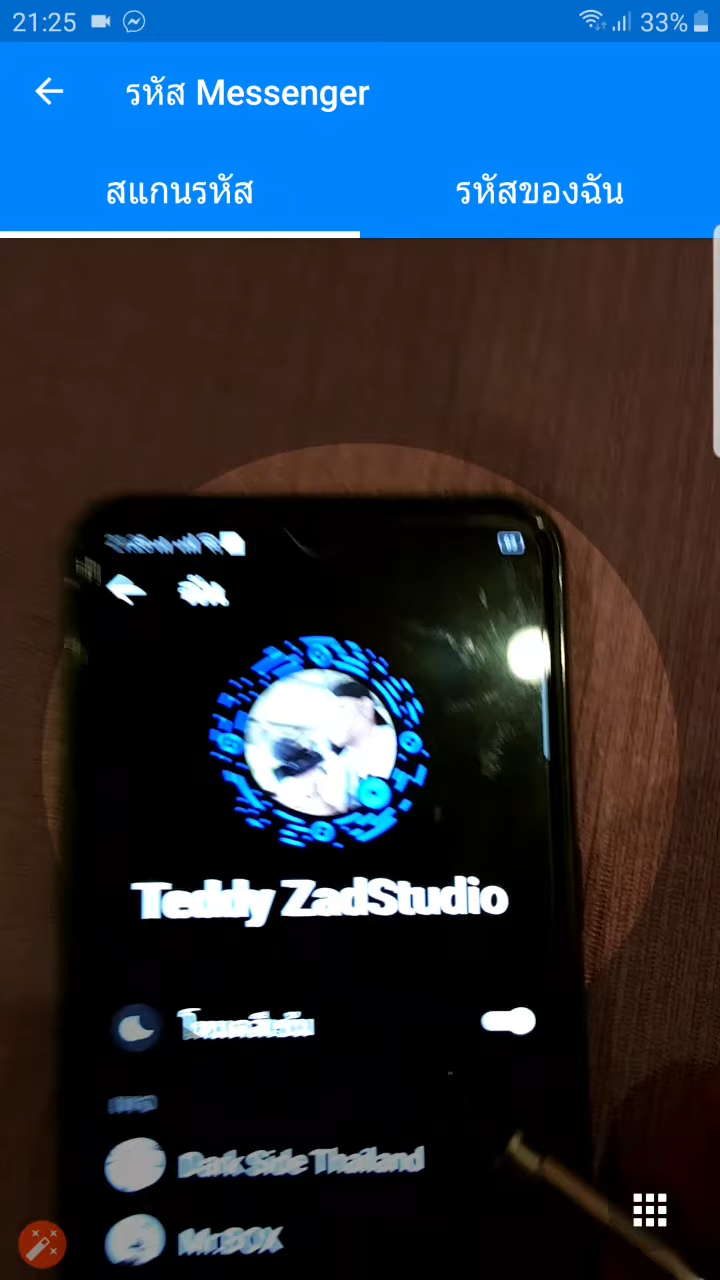 21:25 33%
รหัส Messenger
สแกนรหัส รหัสของฉัน
Teddy ZadStudio
Dark Side Thailand
Mr.BOX